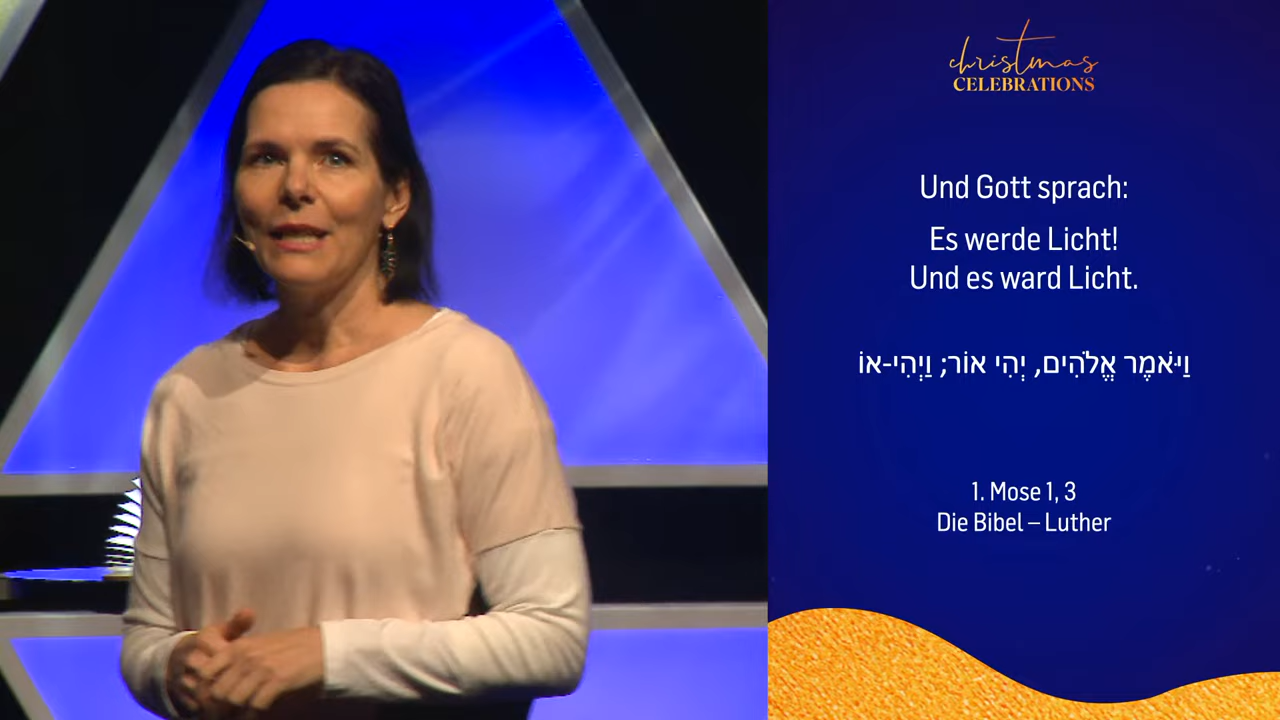 christmas
CELEBRATIONS
Und Gott sprach:
Es werde Licht!
Und es ward Licht.
וַיֹּאמֶר אֱלֹהִים, יְהִי אוֹר; וַיְהִי-אוֹ
1. Mose 1, 3
Die Bibel – Luther